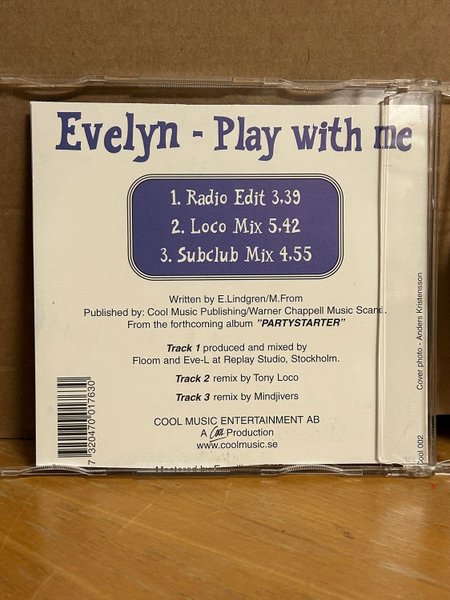 Evelyn - Play with me
1. Radio Edit 3,39
2. Loco Mix 5,42
3. Subclub Mix 4,55
Written by E.Lindgren/M.From
Published by: Cool Music Publishing/Warner Chappell Music Scand.
From the forthcoming album "PARTYSTARTER"
Track 1 produced and mixed by
Floom and Eve-L at Replay Studio, Stockholm.
Track 2 remix by Tony Loco
Track 3 remix by Mindjivers
COOL MUSIC ENTERTAINMENT AB
A Cool Production
www.coolmusic.se
7 320470 017630
Cover photo - Anders Kristensson
Cool 002